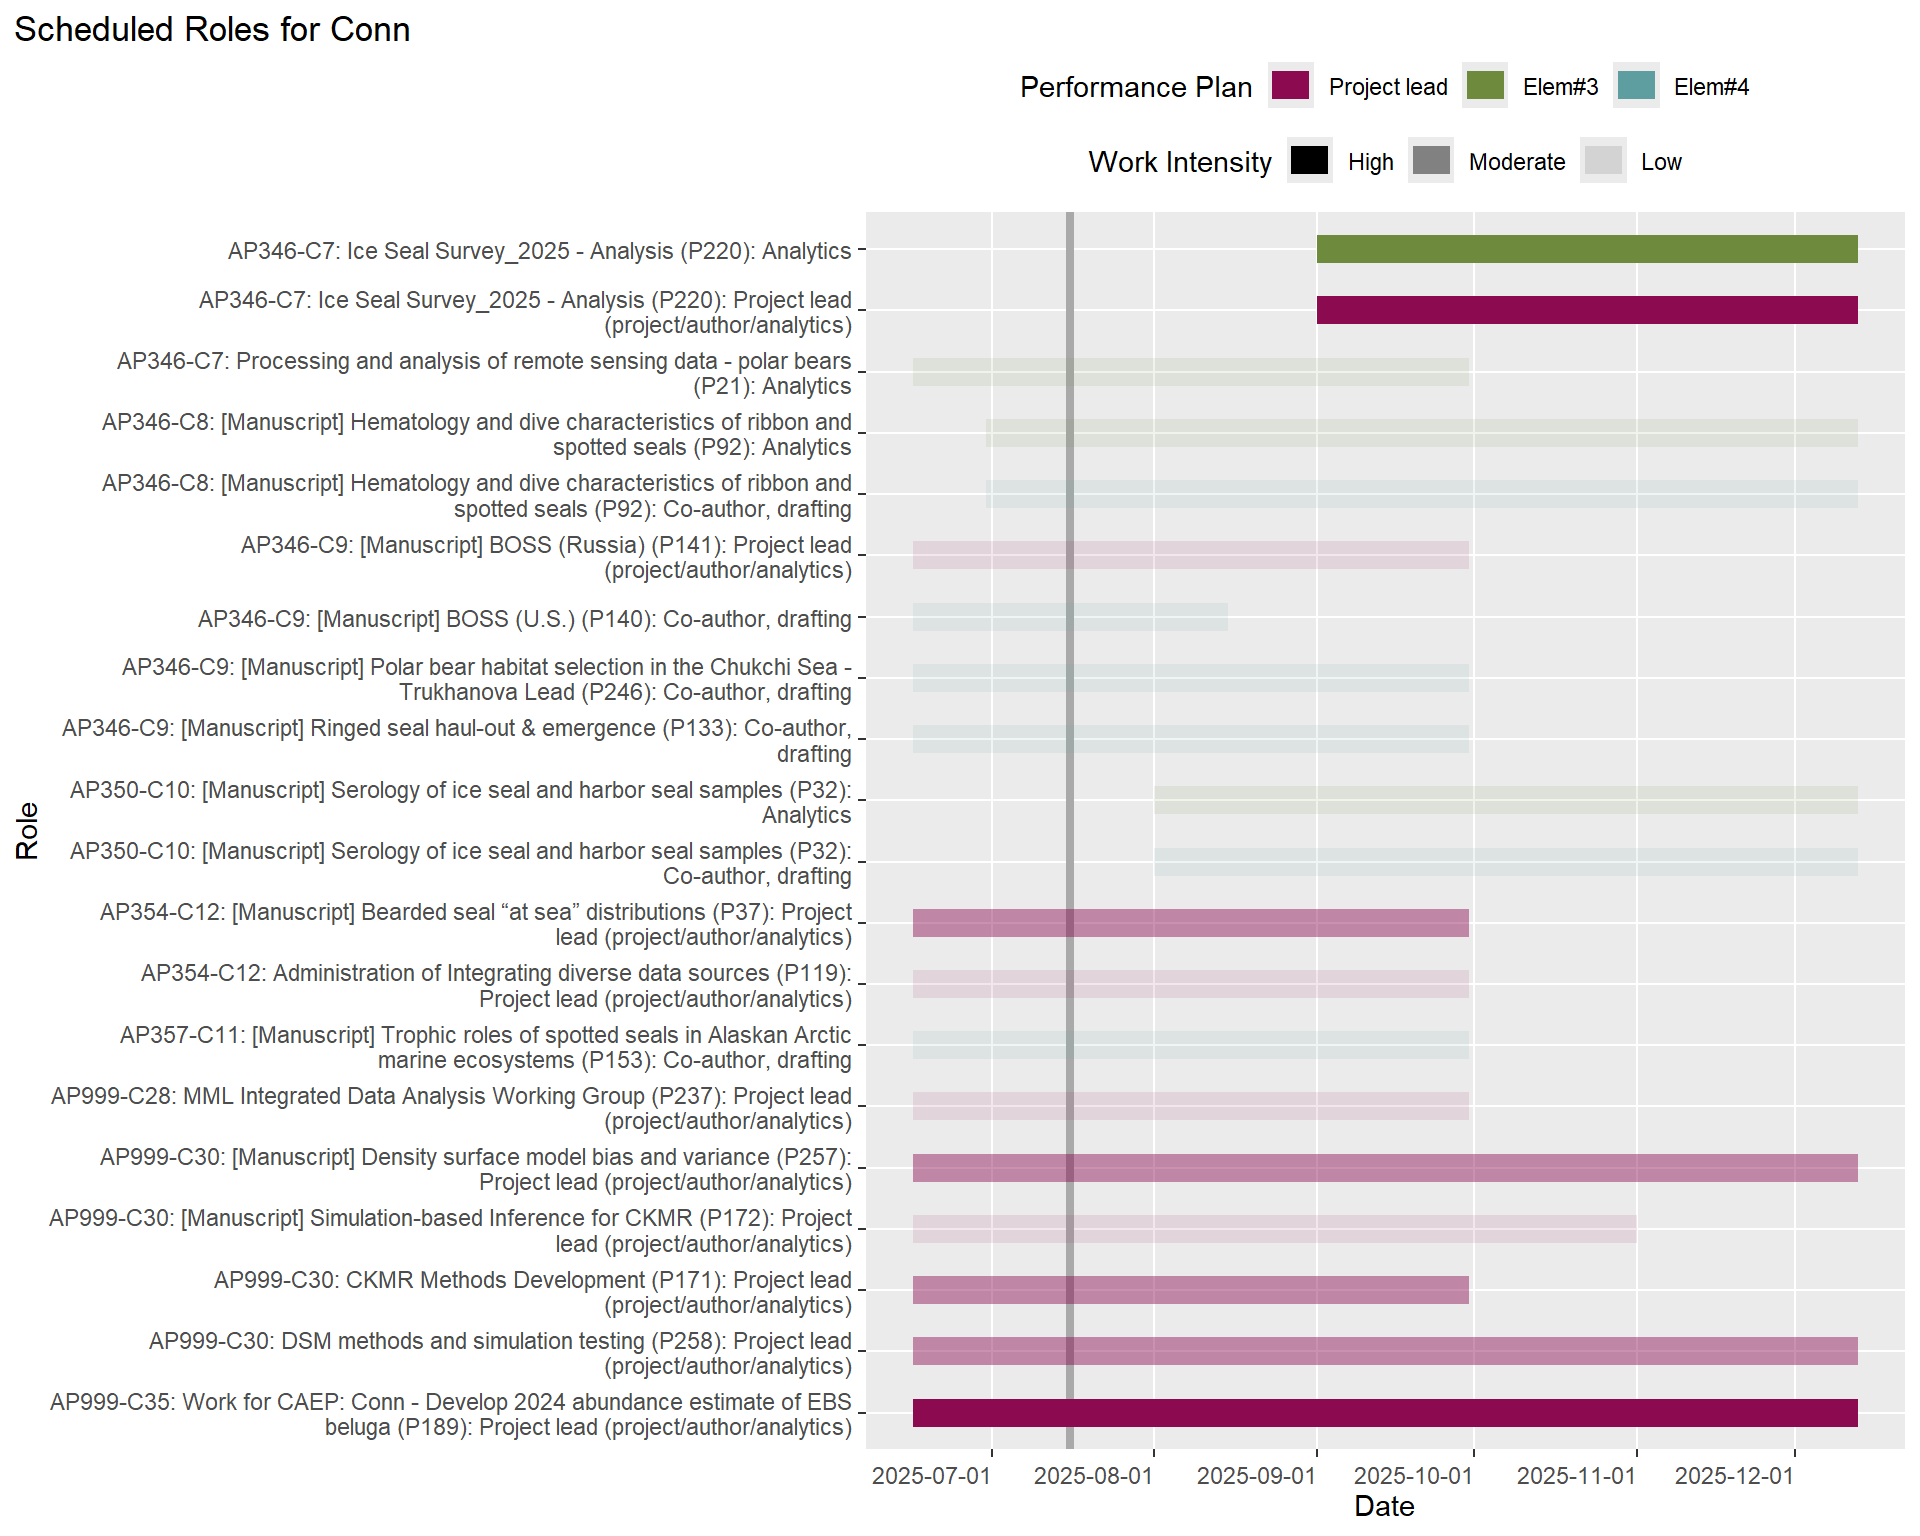 Scheduled Roles for Conn
Performance Plan Project lead Elem#3 Elem#4
Work Intensity High Moderate Low
AP346-C7: Ice Seal Survey_2025 - Analysis (P220): Analytics
AP346-C7: Ice Seal Survey_2025 - Analysis (P220): Project lead
(project/author/analytics)
AP346-C7: Processing and analysis of remote sensing data - polar bears
(P21): Analytics
AP346-C8: [Manuscript] Hematology and dive characteristics of ribbon and
spotted seals (P92): Analytics
AP346-C8: [Manuscript] Hematology and dive characteristics of ribbon and
spotted seals (P92): Co-author, drafting
AP346-C9: [Manuscript] BOSS (Russia) (P141): Project lead
(project/author/analytics)
AP346-C9: [Manuscript] BOSS (U.S.) (P140): Co-author, drafting
AP346-C9: [Manuscript] Polar bear habitat selection in the Chukchi Sea -
Trukhanova Lead (P246): Co-author, drafting
AP346-C9: [Manuscript] Ringed seal haul-out & emergence (P133): Co-author,
drafting
AP350-C10: [Manuscript] Serology of ice seal and harbor seal samples (P32):
Analytics
AP350-C10: [Manuscript] Serology of ice seal and harbor seal samples (P32):
Co-author, drafting
AP354-C12: [Manuscript] Bearded seal “at sea” distributions (P37): Project
lead (project/author/analytics)
AP354-C12: Administration of Integrating diverse data sources (P119):
Project lead (project/author/analytics)
AP357-C11: [Manuscript] Trophic roles of spotted seals in Alaskan Arctic
marine ecosystems (P153): Co-author, drafting
AP999-C28: MML Integrated Data Analysis Working Group (P237): Project lead
(project/author/analytics)
AP999-C30: [Manuscript] Density surface model bias and variance (P257):
Project lead (project/author/analytics)
AP999-C30: [Manuscript] Simulation-based Inference for CKMR (P172): Project
lead (project/author/analytics)
AP999-C30: CKMR Methods Development (P171): Project lead
(project/author/analytics)
AP999-C30: DSM methods and simulation testing (P258): Project lead
(project/author/analytics)
AP999-C35: Work for CAEP: Conn - Develop 2024 abundance estimate of EBS
beluga (P189): Project lead (project/author/analytics)
Role
2025-07-01 2025-08-01 2025-09-01 2025-10-01 2025-11-01 2025-12-01
Date